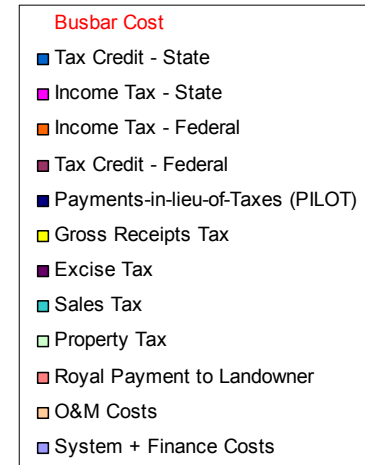 Busbar Cost
Tax Credit - State
Income Tax - State
Income Tax - Federal
Tax Credit - Federal
Payments-in-lieu-of-Taxes (PILOT)
Gross Receipts Tax
Excise Tax
Sales Tax
Property Tax
Royal Payment to Landowner
O&M Costs
System + Finance Costs